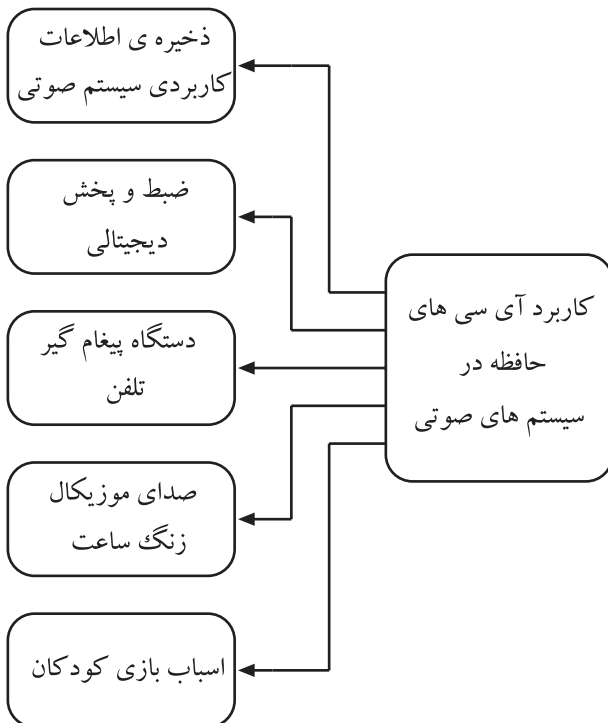 ذخیره ی اطلاعات
کاربردی سیستم صوتی
ضبط و پخش
دیجیتالی
دستگاه پیغام گیر
تلفن
صدای موزیکال
زنگ ساعت
اسباب بازی کودکان
کاربرد آی سی های
حافظه در
سیستم های صوتی